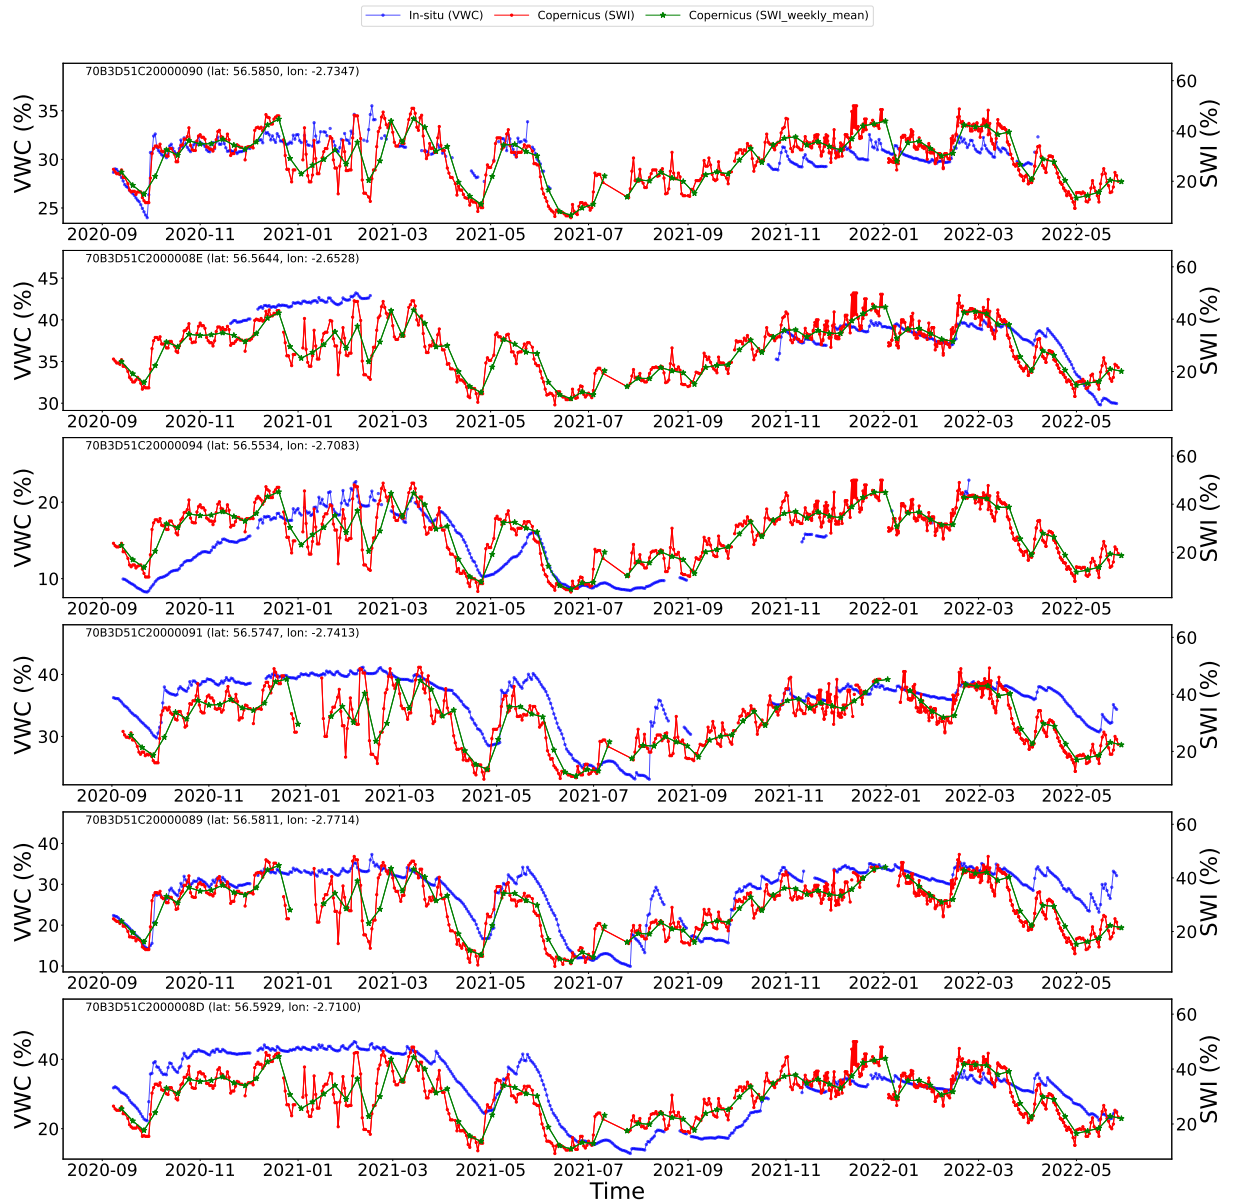 In-situ (VWC) Copernicus (SWI) Copernicus (SWI_weekly_mean)
70B3D51C20000090 (lat: 56.5850, lon: -2.7347)
VWC (%)
35
30
25
60
40
20
SWI (%)
2020-09 2020-11 2021-01 2021-03 2021-05 2021-07 2021-09 2021-11 2022-01 2022-03 2022-05
70B3D51C2000008E (lat: 56.5644, lon: -2.6528)
VWC (%)
45
40
35
30
60
40
20
SWI (%)
2020-09 2020-11 2021-01 2021-03 2021-05 2021-07 2021-09 2021-11 2022-01 2022-03 2022-05
70B3D51C20000094 (lat: 56.5534, lon: -2.7083)
VWC (%)
20
10
60
40
20
SWI (%)
2020-09 2020-11 2021-01 2021-03 2021-05 2021-07 2021-09 2021-11 2022-01 2022-03 2022-05
70B3D51C20000091 (lat: 56.5747, lon: -2.7413)
VWC (%)
40
30
60
40
20
SWI (%)
2020-09 2020-11 2021-01 2021-03 2021-05 2021-07 2021-09 2021-11 2022-01 2022-03 2022-05
70B3D51C20000089 (lat: 56.5811, lon: -2.7714)
VWC (%)
40
30
20
10
60
40
20
SWI (%)
2020-09 2020-11 2021-01 2021-03 2021-05 2021-07 2021-09 2021-11 2022-01 2022-03 2022-05
70B3D51C2000008D (lat: 56.5929, lon: -2.7100)
VWC (%)
40
20
60
40
20
SWI (%)
2020-09 2020-11 2021-01 2021-03 2021-05 2021-07 2021-09 2021-11 2022-01 2022-03 2022-05
Time